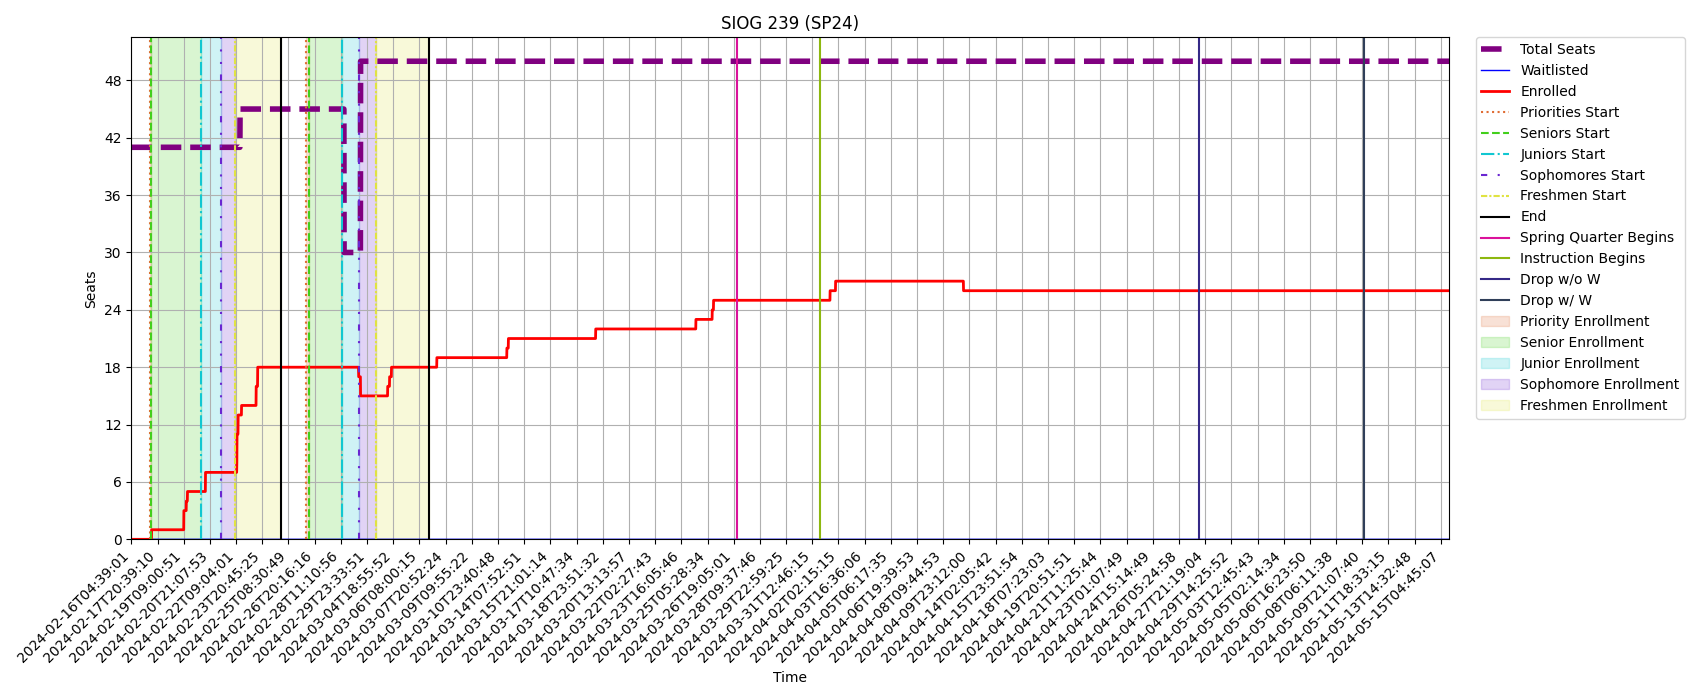 SIOG 239 (SP24)
Seats
48
42
36
30
24
18
12
6
0
2024-02-16T04:39:01
2024-02-17T20:39:10
2024-02-19T09:00:51
2024-02-20T21:07:53
2024-02-22T09:04:01
2024-02-23T20:45:25
2024-02-25T08:30:49
2024-02-26T20:16:16
2024-02-28T11:10:56
2024-02-29T23:33:51
2024-03-04T18:55:52
2024-03-06T08:00:15
2024-03-07T20:52:24
2024-03-09T09:55:22
2024-03-10T23:40:48
2024-03-14T07:52:51
2024-03-15T21:01:14
2024-03-17T10:47:34
2024-03-18T23:51:32
2024-03-20T13:13:57
2024-03-22T02:27:43
2024-03-23T16:05:46
2024-03-25T05:28:34
2024-03-26T19:05:01
2024-03-28T09:37:46
2024-03-29T22:59:25
2024-03-31T12:46:15
2024-04-02T02:15:15
2024-04-03T16:36:06
2024-04-05T06:17:35
2024-04-06T19:39:53
2024-04-08T09:44:53
2024-04-09T23:12:00
2024-04-14T02:05:42
2024-04-15T23:51:54
2024-04-18T07:23:03
2024-04-19T20:51:51
2024-04-21T11:25:44
2024-04-23T01:07:49
2024-04-24T15:14:49
2024-04-26T05:24:58
2024-04-27T21:19:04
2024-04-29T14:25:52
2024-05-03T12:45:43
2024-05-05T02:14:34
2024-05-06T16:23:50
2024-05-08T06:11:38
2024-05-09T21:07:40
2024-05-11T18:33:15
2024-05-13T14:32:48
2024-05-15T04:45:07
Time
Total Seats
Waitlisted
Enrolled
Priorities Start
Seniors Start
Juniors Start
Sophomores Start
Freshmen Start
End
Spring Quarter Begins
Instruction Begins
Drop w/o W
Drop w/ W
Priority Enrollment
Senior Enrollment
Junior Enrollment
Sophomore Enrollment
Freshmen Enrollment